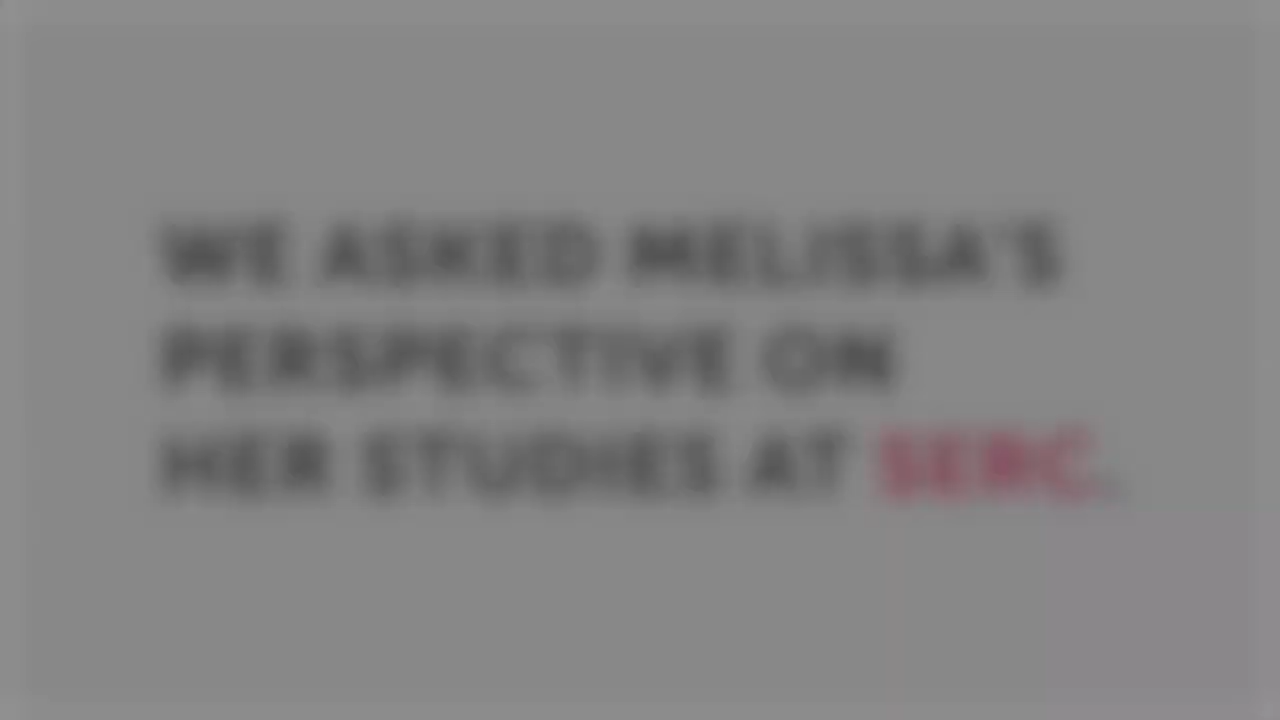 WE ASKED MELISSA'S
PERSPECTIVE ON
HER STUDIES AT SERC.